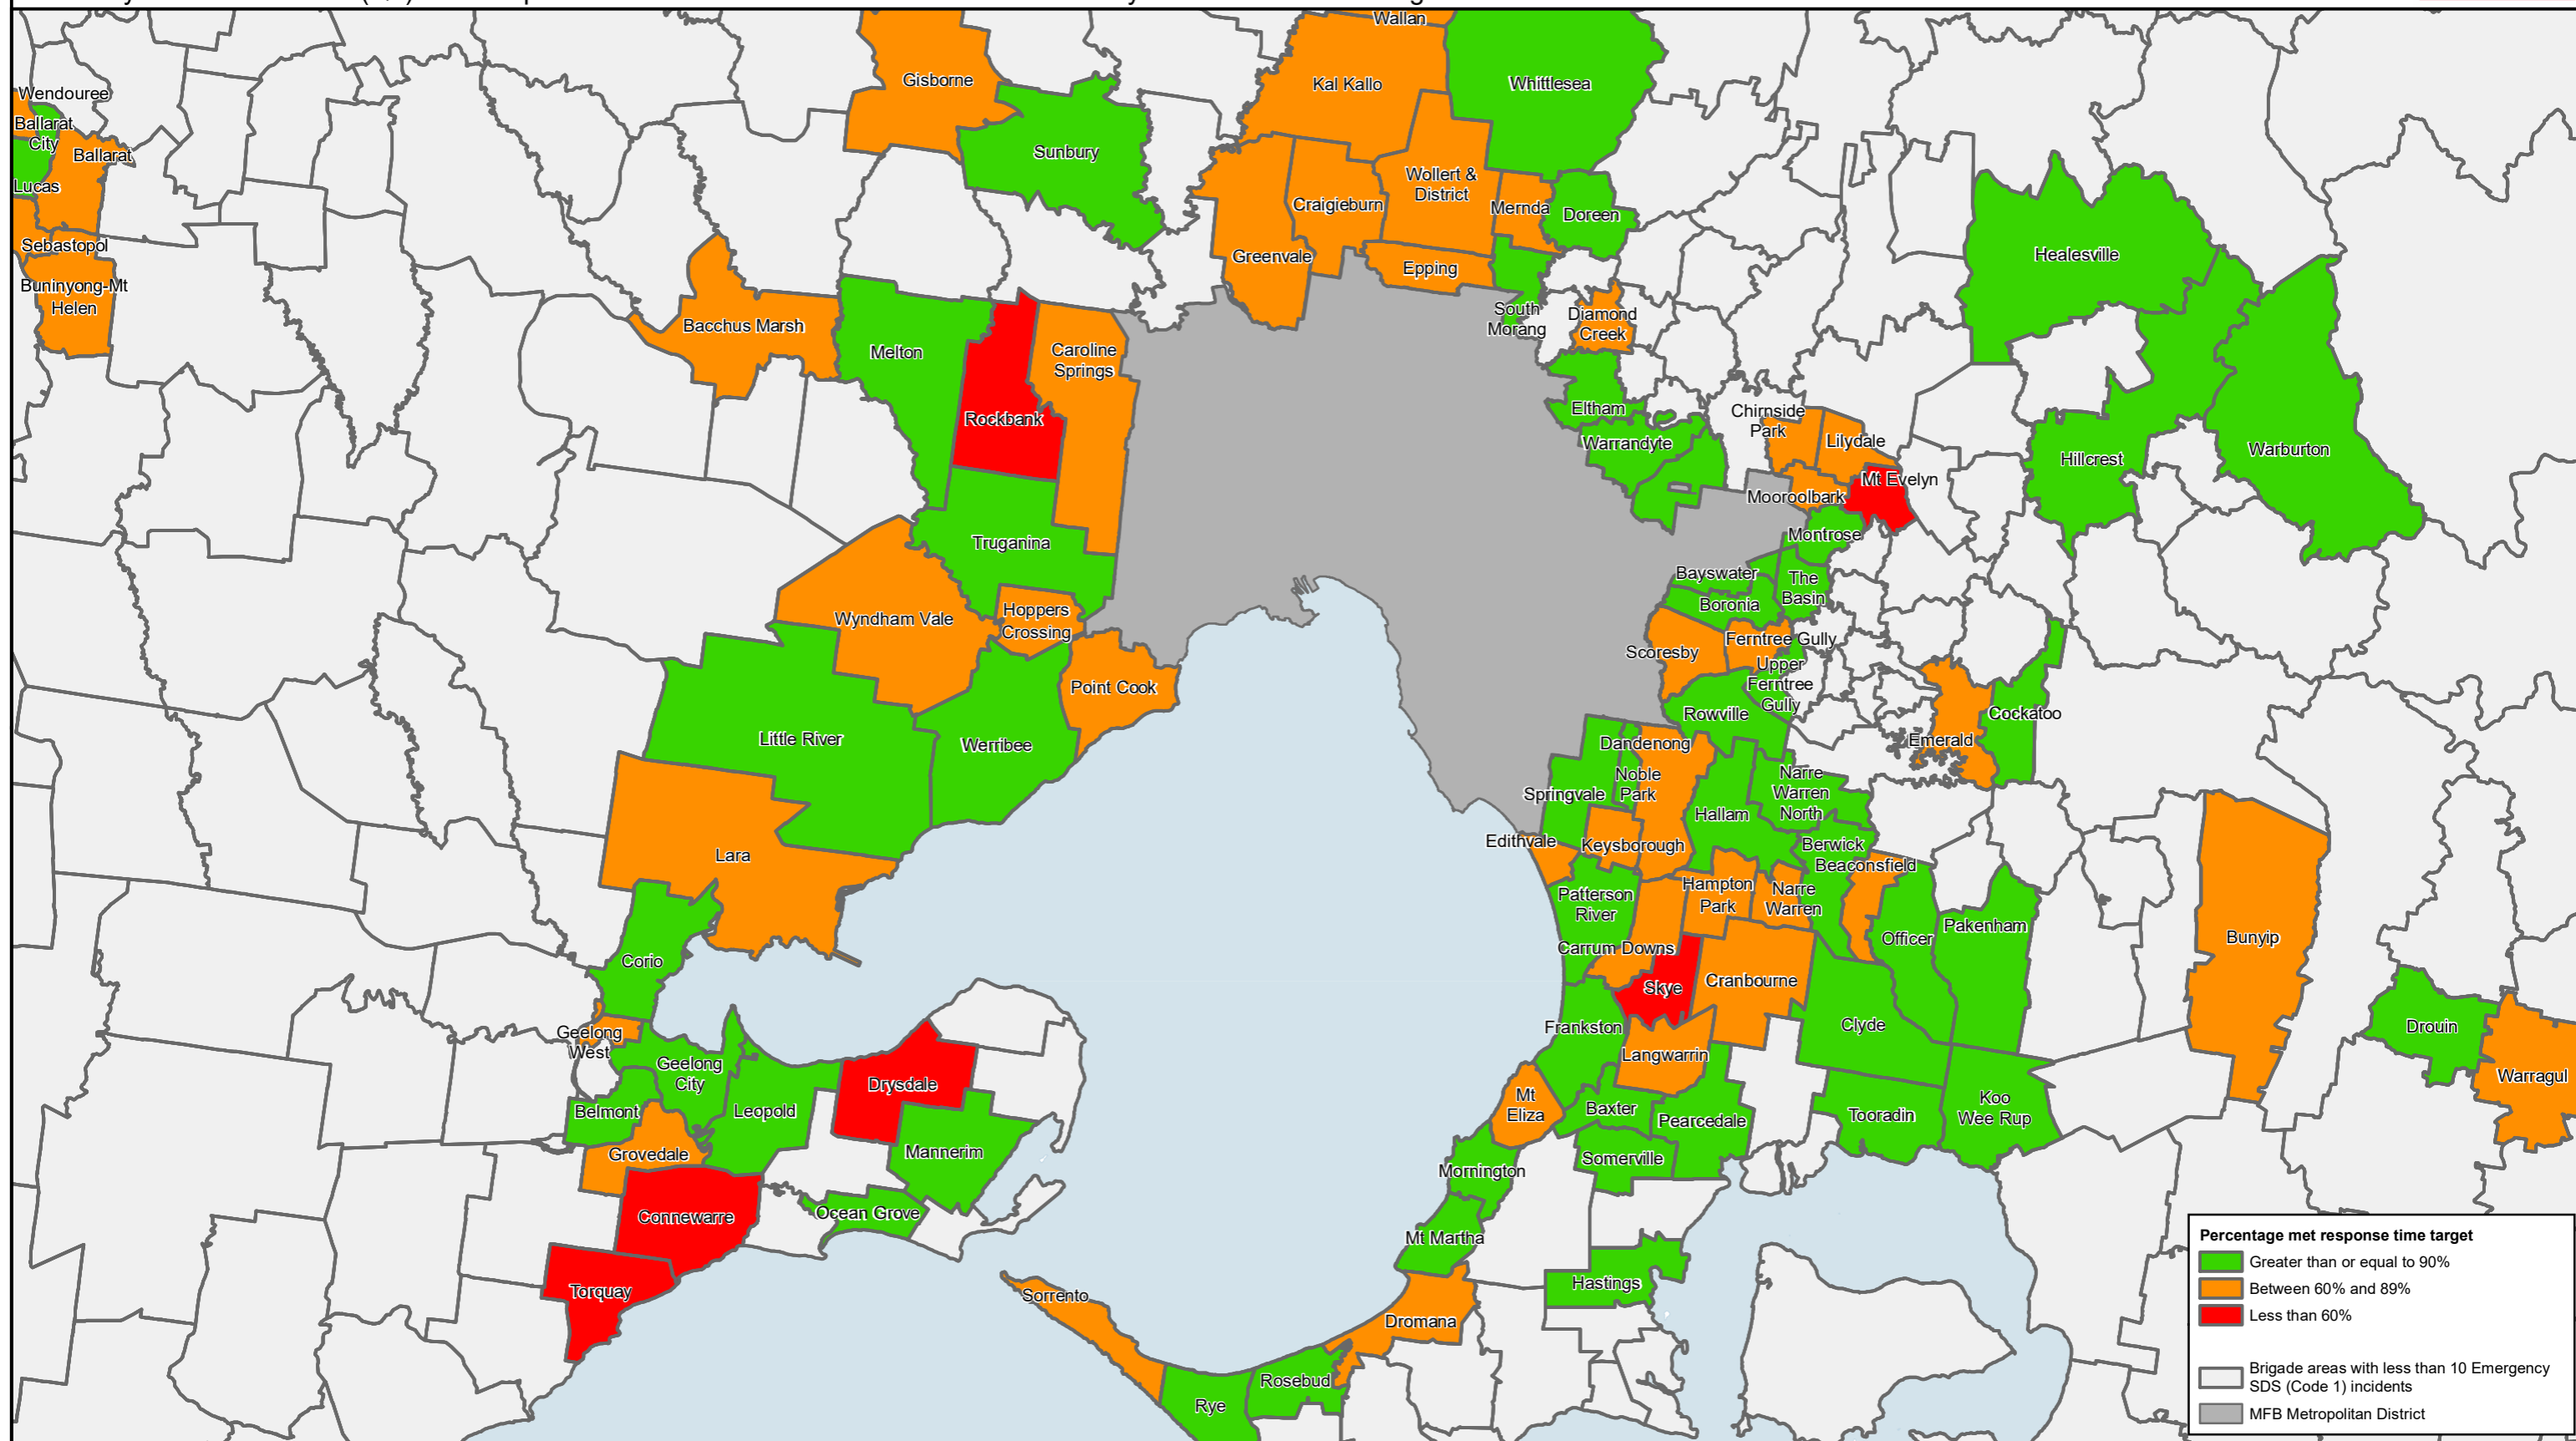 Wallan
Gisborne
Kal Kallo
Whittlesea
Wendouree
Ballarat
City
Ballarat
Sunbury
Lucas
Wollert &
District
Craigieburn
Mernda
Doreen
Sebastopol
Greenvale
Epping
Healesville
Buninyong-Mt
Helen
Bacchus Marsh
South
Morang
Diamond
Creek
Melton
Caroline
Springs
Rockbank
Eltham
Chirnside
Park
Lilydale
Warrandyte
Hillcrest
Warburton
Mt Evelyn
Mooroolbark
Montrose
Truganina
Bayswater
The
Basin
Boronia
Hoppers
Crossing
Wyndham Vale
Ferntree Gully
Scoresby
Upper
Ferntree
Gully
Point Cook
Rowville
Cockatoo
Little River
Werribee
Dandenong
Emerald
Noble
Park
Springvale
Narre
Warren
North
Hallam
Edithvale
Keysborough
Berwick
Beaconsfield
Lara
Hampton
Park
Narre
Warren
Patterson
River
Pakenham
Officer
Bunyip
Carrum Downs
Corio
Skye
Cranbourne
Geelong
West
Frankston
Clyde
Drouin
Langwarrin
Geelong
City
Drysdale
Warragul
Belmont
Leopold
Mt
Eliza
Baxter
Pearcedale
Tooradin
Koo
Wee Rup
Grovedale
Mannerim
Somerville
Mornington
Connewarre
Ocean Grove
Mt Martha
Torquay
Sorrento
Hastings
Dromana
Rosebud
Rye
Percentage met response time target
Greater than or equal to 90%
Between 60% and 89%
Less than 60%
Brigade areas with less than 10 Emergency
SDS (Code 1) incidents
MFB Metropolitan District